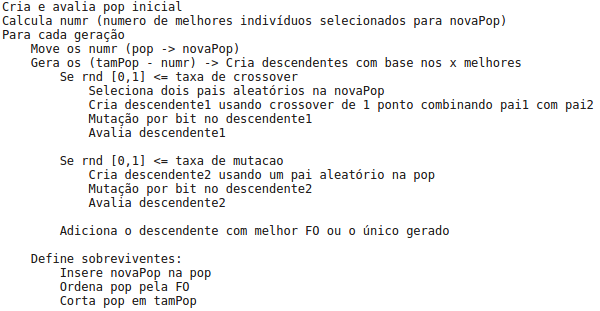 Cria e avalia pop inicial
Calcula numr (numero de melhores indivíduos selecionados para novaPop)
Para cada geração
    Move os numr (pop -> novaPop)
    Gera os (tamPop - numr) -> Cria descendentes com base nos x melhores
        Se rnd [0,1] <= taxa de crossover
            Seleciona dois pais aleatórios na novaPop
            Cria descendente1 usando crossover de 1 ponto combinando pai1 com pai2
            Mutação por bit no descendente1
            Avalia descendente1

        Se rnd [0,1] <= taxa de mutacao
            Cria descendente2 usando um pai aleatório na pop
            Mutação por bit no descendente2
            Avalia descendente2

        Adiciona o descendente com melhor FO ou o único gerado

    Define sobreviventes:
        Insere novaPop na pop
        Ordena pop pela FO
        Corta pop em tamPop